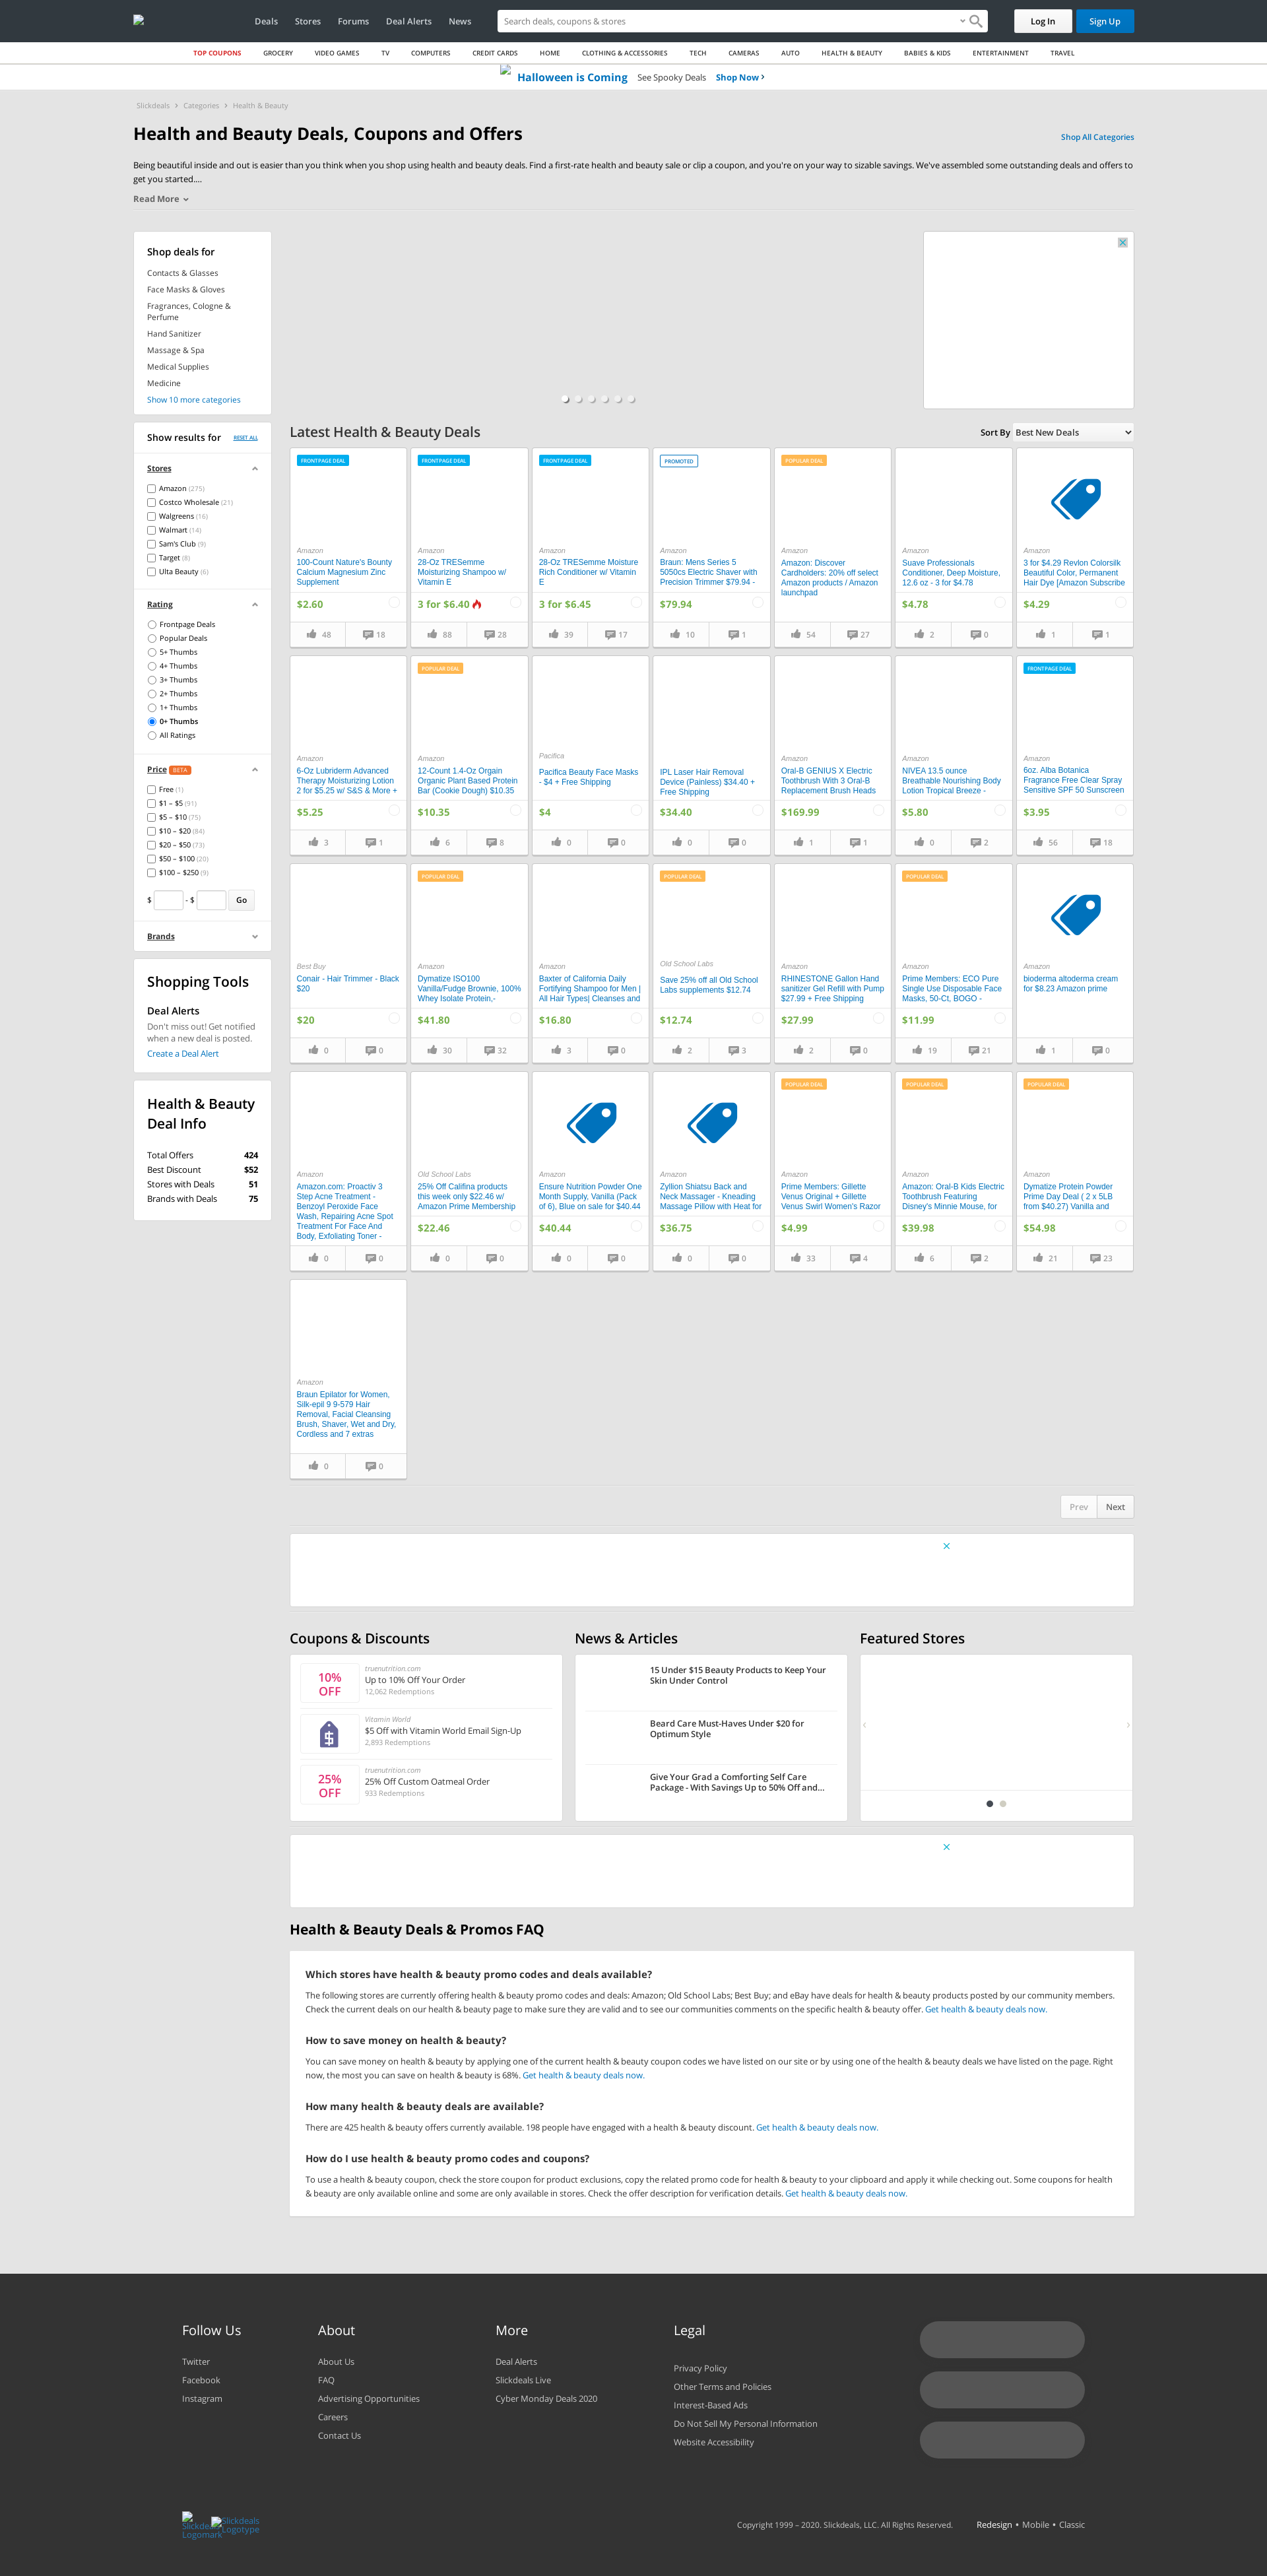 Deals Stores Forums Deal Alerts News
Search deals, coupons & stores
Log In
Sign Up
TOP COUPONS GROCERY VIDEO GAMES TV COMPUTERS CREDIT CARDS HOME CLOTHING & ACCESSORIES TECH CAMERAS AUTO HEALTH & BEAUTY BABIES & KIDS ENTERTAINMENT TRAVEL
Halloween is Coming See Spooky Deals Shop Now
Slickdeals Categories Health & Beauty
Health and Beauty Deals, Coupons and Offers
Shop All Categories
Being beautiful inside and out is easier than you think when you shop using health and beauty deals. Find a first-rate health and beauty sale or clip a coupon, and you're on your way to sizable savings. We've assembled some outstanding deals and offers to
get you started....
Read More
Shop deals for
Contacts & Glasses
Face Masks & Gloves
Fragrances, Cologne &
Perfume
Hand Sanitizer
Massage & Spa
Medical Supplies
Medicine
Show 10 more categories
Show results for RESET ALL
Stores
Amazon (275)
Costco Wholesale (21)
Walgreens (16)
Walmart (14)
Sam's Club (9)
Target (8)
Ulta Beauty (6)
Rating
Frontpage Deals
Popular Deals
5+ Thumbs
4+ Thumbs
3+ Thumbs
2+ Thumbs
1+ Thumbs
0+ Thumbs
All Ratings
Price BETA
Free (1)
$1 – $5 (91)
$5 – $10 (75)
$10 – $20 (84)
$20 – $50 (73)
$50 – $100 (20)
$100 – $250 (9)
$ - $ Go
Brands
Shopping Tools
Deal Alerts
Don't miss out! Get notified
when a new deal is posted.
Create a Deal Alert
Health & Beauty
Deal Info
Total Offers 424
Best Discount $52
Stores with Deals 51
Brands with Deals 75
Latest Health & Beauty Deals
Sort By Best New Deals
FRONTPAGE DEAL
Amazon
100-Count Nature's Bounty
Calcium Magnesium Zinc
Supplement
$2.60
48 18
FRONTPAGE DEAL
Amazon
28-Oz TRESemme
Moisturizing Shampoo w/
Vitamin E
3 for $6.40
88 28
FRONTPAGE DEAL
Amazon
28-Oz TRESemme Moisture
Rich Conditioner w/ Vitamin
E
3 for $6.45
39 17
PROMOTED
Amazon
Braun: Mens Series 5
5050cs Electric Shaver with
Precision Trimmer $79.94 -
$79.94
10 1
POPULAR DEAL
Amazon
Amazon: Discover
Cardholders: 20% off select
Amazon products / Amazon
launchpad
54 27
Amazon
Suave Professionals
Conditioner, Deep Moisture,
12.6 oz - 3 for $4.78
$4.78
2 0
Amazon
3 for $4.29 Revlon Colorsilk
Beautiful Color, Permanent
Hair Dye [Amazon Subscribe
$4.29
1 1
Amazon
6-Oz Lubriderm Advanced
Therapy Moisturizing Lotion
2 for $5.25 w/ S&S & More +
$5.25
3 1
POPULAR DEAL
Amazon
12-Count 1.4-Oz Orgain
Organic Plant Based Protein
Bar (Cookie Dough) $10.35
$10.35
6 8
Pacifica
Pacifica Beauty Face Masks
- $4 + Free Shipping
$4
0 0
IPL Laser Hair Removal
Device (Painless) $34.40 +
Free Shipping
$34.40
0 0
Amazon
Oral-B GENIUS X Electric
Toothbrush With 3 Oral-B
Replacement Brush Heads
$169.99
1 1
Amazon
NIVEA 13.5 ounce
Breathable Nourishing Body
Lotion Tropical Breeze -
$5.80
0 2
FRONTPAGE DEAL
Amazon
6oz. Alba Botanica
Fragrance Free Clear Spray
Sensitive SPF 50 Sunscreen
$3.95
56 18
Best Buy
Conair - Hair Trimmer - Black
$20
$20
0 0
POPULAR DEAL
Amazon
Dymatize ISO100
Vanilla/Fudge Brownie, 100%
Whey Isolate Protein,-
$41.80
30 32
Amazon
Baxter of California Daily
Fortifying Shampoo for Men |
All Hair Types| Cleanses and
$16.80
3 0
POPULAR DEAL
Old School Labs
Save 25% off all Old School
Labs supplements $12.74
$12.74
2 3
Amazon
RHINESTONE Gallon Hand
sanitizer Gel Refill with Pump
$27.99 + Free Shipping
$27.99
2 0
POPULAR DEAL
Amazon
Prime Members: ECO Pure
Single Use Disposable Face
Masks, 50-Ct, BOGO -
$11.99
19 21
Amazon
bioderma altoderma cream
for $8.23 Amazon prime
1 0
Amazon
Amazon.com: Proactiv 3
Step Acne Treatment -
Benzoyl Peroxide Face
Wash, Repairing Acne Spot
Treatment For Face And
Body, Exfoliating Toner -
0 0
Old School Labs
25% Off Califina products
this week only $22.46 w/
Amazon Prime Membership
$22.46
0 0
Amazon
Ensure Nutrition Powder One
Month Supply, Vanilla (Pack
of 6), Blue on sale for $40.44
$40.44
0 0
Amazon
Zyllion Shiatsu Back and
Neck Massager - Kneading
Massage Pillow with Heat for
$36.75
0 0
POPULAR DEAL
Amazon
Prime Members: Gillette
Venus Original + Gillette
Venus Swirl Women's Razor
$4.99
33 4
POPULAR DEAL
Amazon
Amazon: Oral-B Kids Electric
Toothbrush Featuring
Disney's Minnie Mouse, for
$39.98
6 2
POPULAR DEAL
Amazon
Dymatize Protein Powder
Prime Day Deal ( 2 x 5LB
from $40.27) Vanilla and
$54.98
21 23
Amazon
Braun Epilator for Women,
Silk-epil 9 9-579 Hair
Removal, Facial Cleansing
Brush, Shaver, Wet and Dry,
Cordless and 7 extras
0 0
Prev Next
Coupons & Discounts
10%
OFF
truenutrition.com
Up to 10% Off Your Order
12,062 Redemptions
Vitamin World
$5 Off with Vitamin World Email Sign-Up
2,893 Redemptions
25%
OFF
truenutrition.com
25% Off Custom Oatmeal Order
933 Redemptions
News & Articles
15 Under $15 Beauty Products to Keep Your
Skin Under Control
Beard Care Must-Haves Under $20 for
Optimum Style
Give Your Grad a Comforting Self Care
Package - With Savings Up to 50% Off and...
Featured Stores
Health & Beauty Deals & Promos FAQ
Which stores have health & beauty promo codes and deals available?
The following stores are currently offering health & beauty promo codes and deals: Amazon; Old School Labs; Best Buy; and eBay have deals for health & beauty products posted by our community members.
Check the current deals on our health & beauty page to make sure they are valid and to see our communities comments on the specific health & beauty offer. Get health & beauty deals now.
How to save money on health & beauty?
You can save money on health & beauty by applying one of the current health & beauty coupon codes we have listed on our site or by using one of the health & beauty deals we have listed on the page. Right
now, the most you can save on health & beauty is 68%. Get health & beauty deals now.
How many health & beauty deals are available?
There are 425 health & beauty offers currently available. 198 people have engaged with a health & beauty discount. Get health & beauty deals now.
How do I use health & beauty promo codes and coupons?
To use a health & beauty coupon, check the store coupon for product exclusions, copy the related promo code for health & beauty to your clipboard and apply it while checking out. Some coupons for health
& beauty are only available online and some are only available in stores. Check the offer description for verification details. Get health & beauty deals now.
Follow Us
Twitter
Facebook
Instagram
About
About Us
FAQ
Advertising Opportunities
Careers
Contact Us
More
Deal Alerts
Slickdeals Live
Cyber Monday Deals 2020
Legal
Privacy Policy
Other Terms and Policies
Interest-Based Ads
Do Not Sell My Personal Information
Website Accessibility
Slickdeals
Logomark
Slickdeals
Logotype
Copyright 1999 – 2020. Slickdeals, LLC. All Rights Reserved.
Redesign • Mobile • Classic